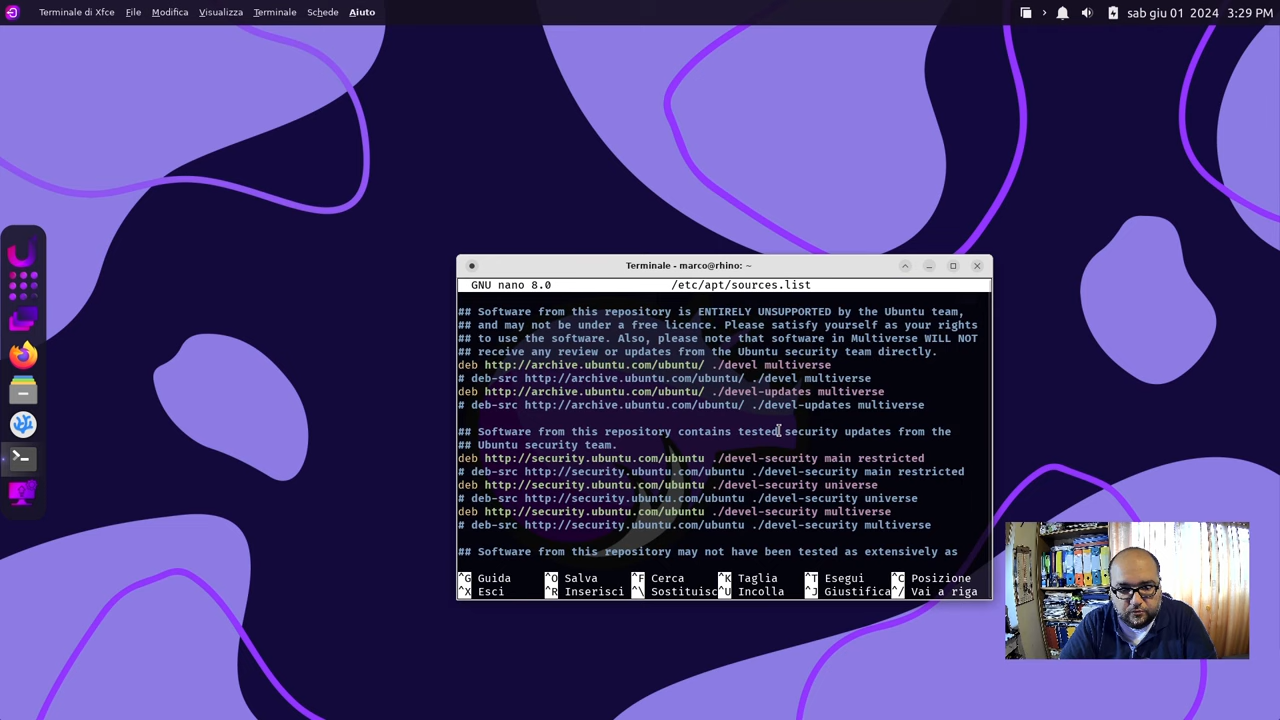 Terminale di Xfce File Modifica Visualizza Terminale Schede Aiuto
sab giu 01 2024 3:29 PM
Terminale - marco@rhino: ~
GNU nano 8.0 /etc/apt/sources.list
## Software from this repository is ENTIRELY UNSUPPORTED by the Ubuntu team,
## and may not be under a free licence. Please satisfy yourself as your rights
## to use the software. Also, please note that software in Multiverse WILL NOT
## receive any review or updates from the Ubuntu security team directly.
deb http://archive.ubuntu.com/ubuntu/ ./devel multiverse
# deb-src http://archive.ubuntu.com/ubuntu/ ./devel multiverse
deb http://archive.ubuntu.com/ubuntu/ ./devel-updates multiverse
# deb-src http://archive.ubuntu.com/ubuntu/ ./devel-updates multiverse
## Software from this repository contains tested security updates from the
## Ubuntu security team.
deb http://security.ubuntu.com/ubuntu ./devel-security main restricted
# deb-src http://security.ubuntu.com/ubuntu ./devel-security main restricted
deb http://security.ubuntu.com/ubuntu ./devel-security universe
# deb-src http://security.ubuntu.com/ubuntu ./devel-security universe
deb http://security.ubuntu.com/ubuntu ./devel-security multiverse
# deb-src http://security.ubuntu.com/ubuntu ./devel-security multiverse
## Software from this repository may not have been tested as extensively as
^G Guida ^O Salva ^F Cerca ^K Taglia ^T Esegui ^C Posizione
^X Esci ^R Inserisci ^\ Sostituisc ^U Incolla ^J Giustifica ^/ Vai a riga